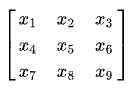 x₁ x₂ x₃
x₄ x₅ x₆
x₇ x₈ x₉